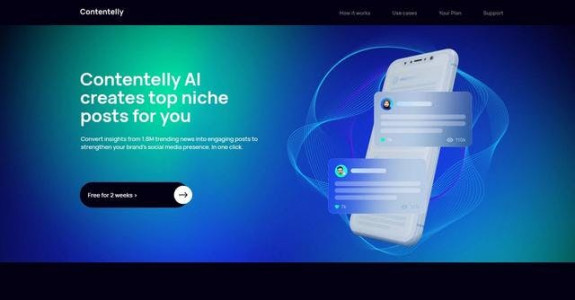 Contentelly
How it works
Use cases
Your Plan
Support
Contentelly AI
creates top niche
posts for you
Convert insights from 1.8M trending news into engaging posts to
strengthen your brand's social media presence. In one click.
Free for 2 weeks >